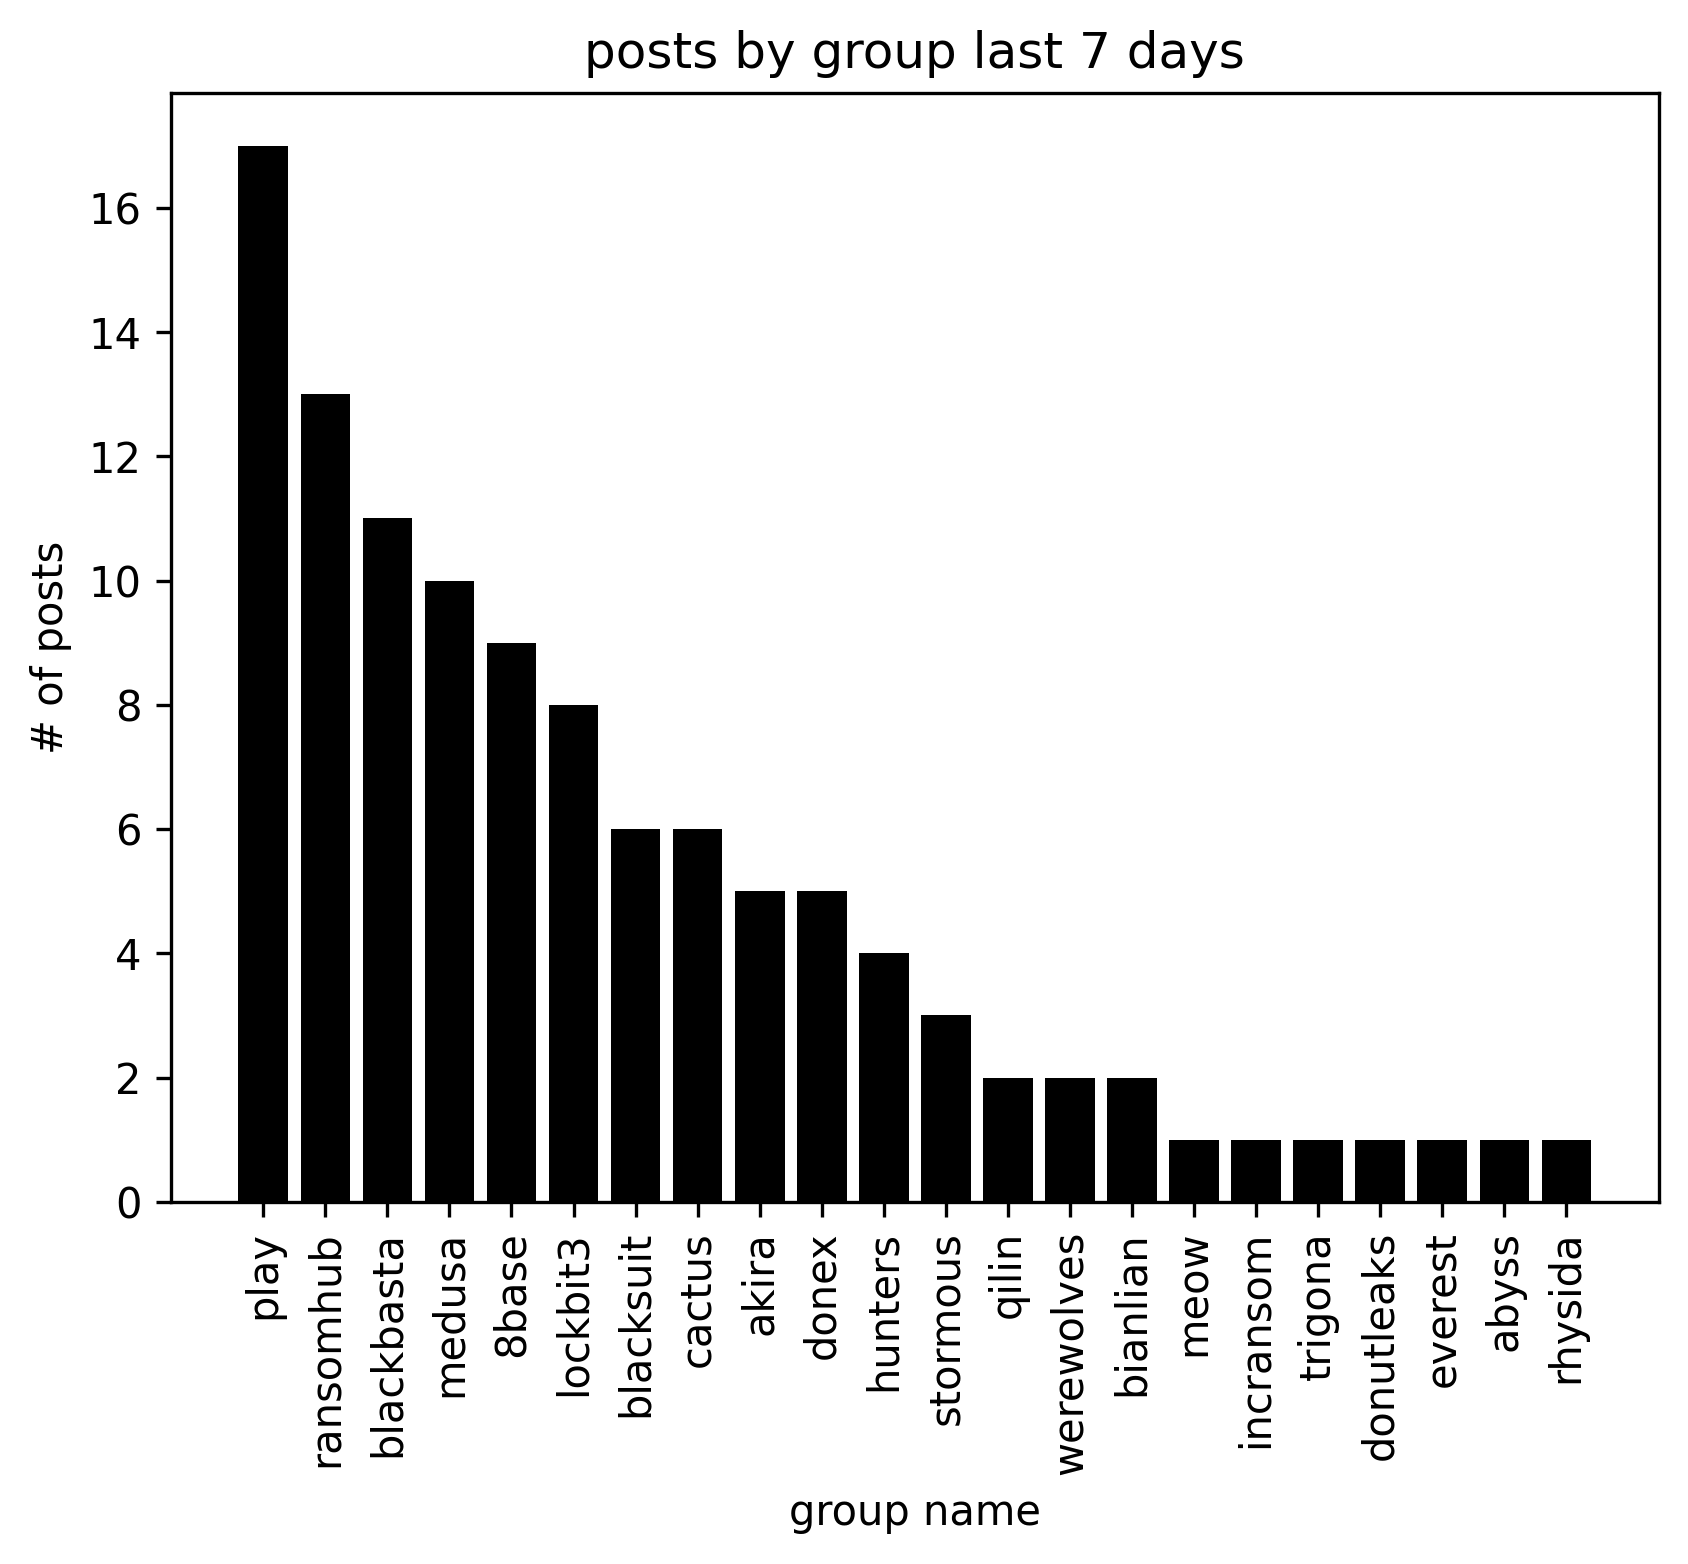 posts by group last 7 days
16
14
12
10
8
6
4
2
0
# of posts
play
ransomhub
blackbasta
medusa
8base
lockbit3
blacksuit
cactus
akira
donex
hunters
stormous
qilin
werewolves
bianlian
meow
incransom
trigona
donutleaks
everest
abyss
rhysida
group name